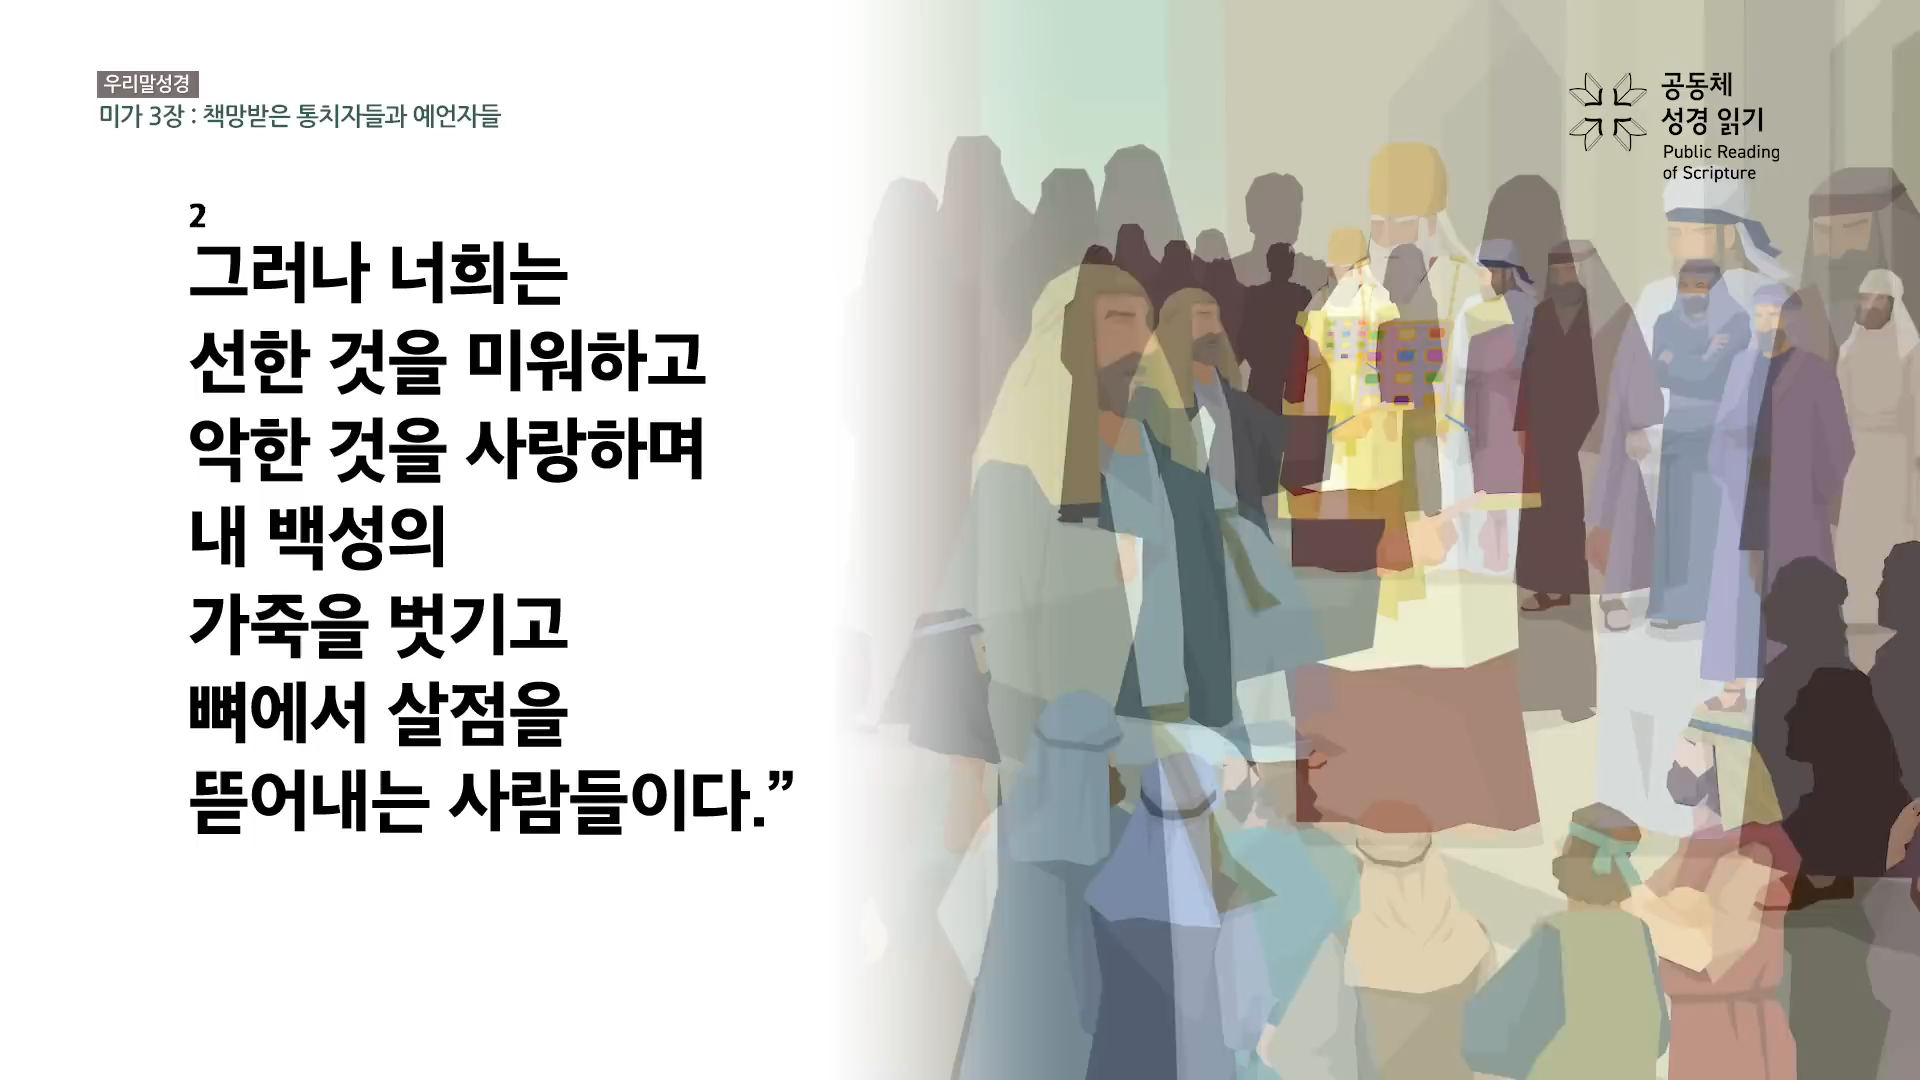 우리말성경
미가 3장 : 책망받은 통치자들과 예언자들
공동체
성경 읽기
Public Reading
of Scripture
2
그러나 너희는
선한 것을 미워하고
악한 것을 사랑하며
내 백성의
가죽을 벗기고
뼈에서 살점을
뜯어내는 사람들이다.”